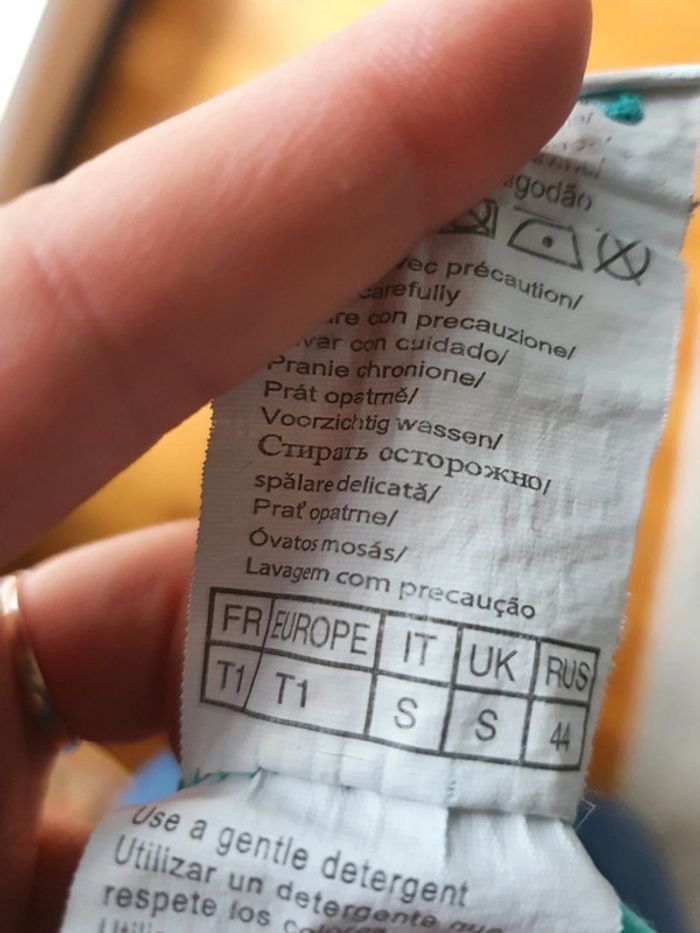 lgodão
vec précaution/
carefully
re con precauzione/
var con cuidado/
Pranie chronione/
Prát opatrně/
Voorzichtig wassen/
Стирать осторожно/
spălare delicată/
Prať opatrne/
Óvatos mosás/
Lavagem com precaução
FR EUROPE IT UK RUS
T1 T1 S S 44
Use a gentle detergent
Utilizar un detergente que
respete los